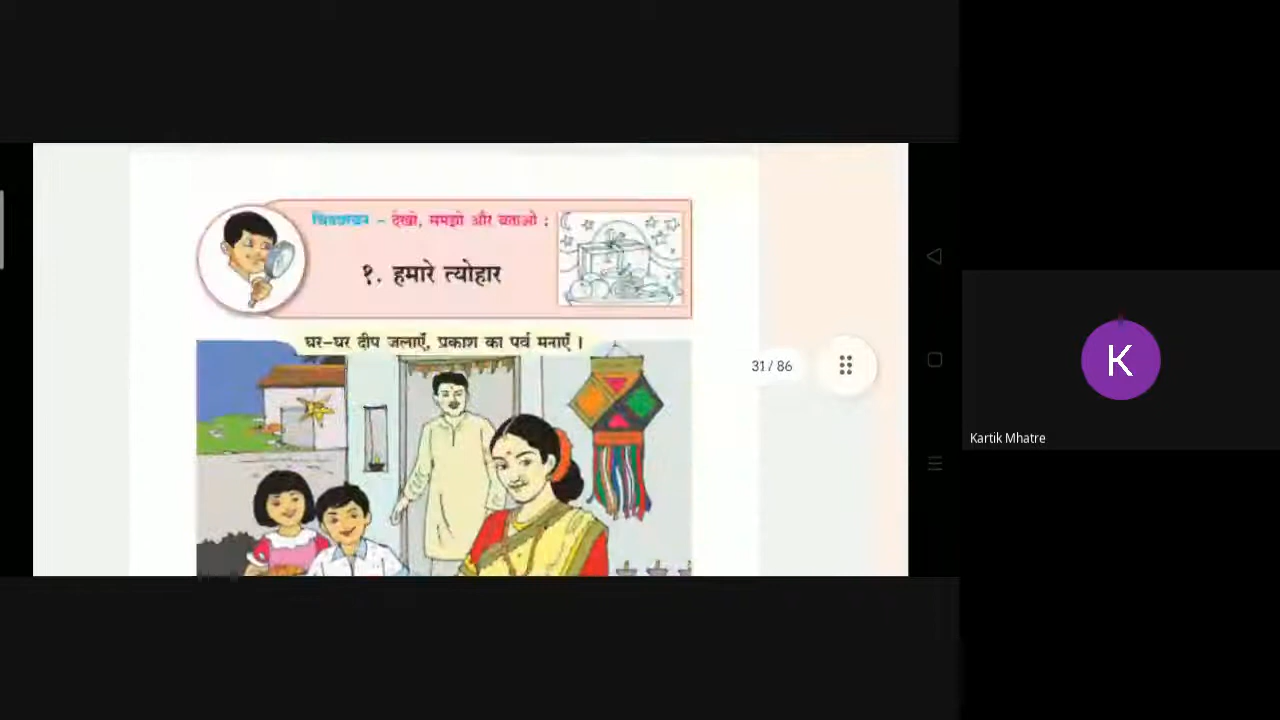 चित्रवाचन - देखो, समझो और बताओ :
१. हमारे त्योहार
घर-घर दीप जलाएँ, प्रकाश का पर्व मनाएँ ।
31 / 86
K
Kartik Mhatre